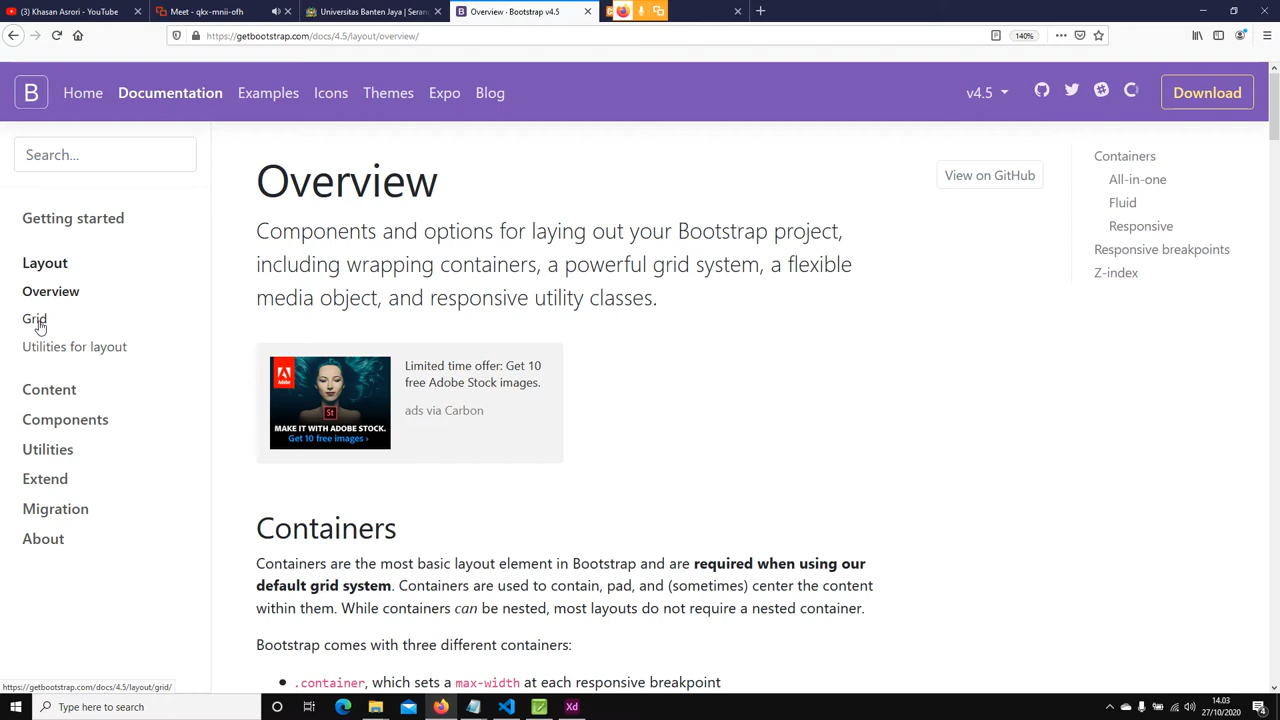 (3) Khasan Asrori - YouTube
Meet - qkx-mnii-ofh
Universitas Banten Jaya | Seran
Overview · Bootstrap v4.5
https://getbootstrap.com/docs/4.5/layout/overview/
140%
B
Home
Documentation
Examples
Icons
Themes
Expo
Blog
v4.5
Download
Search...
Getting started
Layout
Overview
Grid
Utilities for layout
Content
Components
Utilities
Extend
Migration
About
Overview
View on GitHub
Components and options for laying out your Bootstrap project,
including wrapping containers, a powerful grid system, a flexible
media object, and responsive utility classes.
Adobe
St
MAKE IT WITH ADOBE STOCK.
Get 10 free images ›
Limited time offer: Get 10
free Adobe Stock images.
ads via Carbon
Containers
Containers are the most basic layout element in Bootstrap and are required when using our
default grid system. Containers are used to contain, pad, and (sometimes) center the content
within them. While containers can be nested, most layouts do not require a nested container.
Bootstrap comes with three different containers:
• .container, which sets a max-width at each responsive breakpoint
Containers
All-in-one
Fluid
Responsive
Responsive breakpoints
Z-index
https://getbootstrap.com/docs/4.5/layout/grid/
Type here to search
Xd
14.03
27/10/2020
4